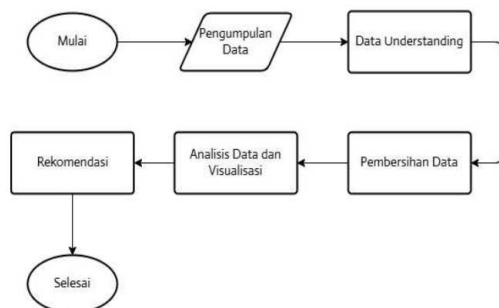 Mulai
Pengumpulan
Data
Data Understanding
Pembersihan Data
Analisis Data dan
Visualisasi
Rekomendasi
Selesai